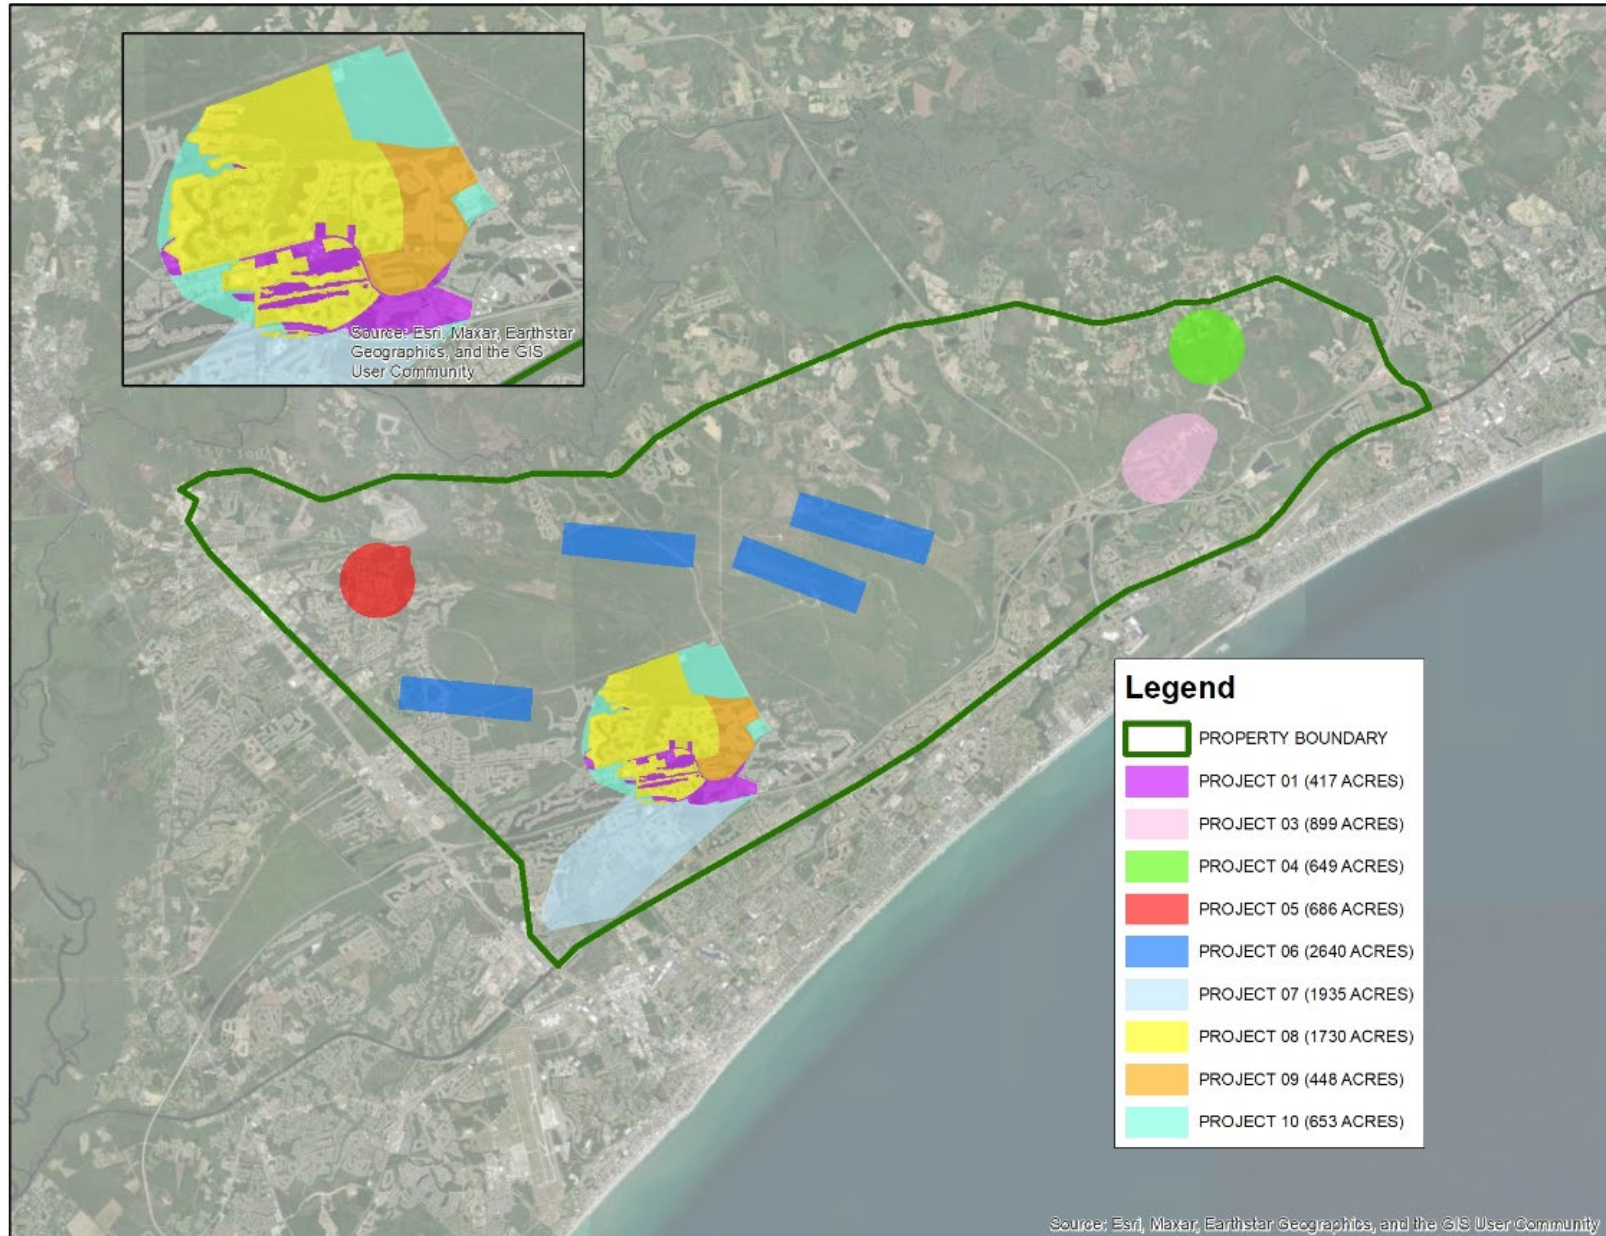 Source: Esri, Maxar, Earthstar
Geographics, and the GIS
User Community
Legend
PROPERTY BOUNDARY
PROJECT 01 (417 ACRES)
PROJECT 03 (899 ACRES)
PROJECT 04 (649 ACRES)
PROJECT 05 (686 ACRES)
PROJECT 06 (2640 ACRES)
PROJECT 07 (1935 ACRES)
PROJECT 08 (1730 ACRES)
PROJECT 09 (448 ACRES)
PROJECT 10 (653 ACRES)
Source: Esri, Maxar, Earthstar Geographics, and the GIS User Community